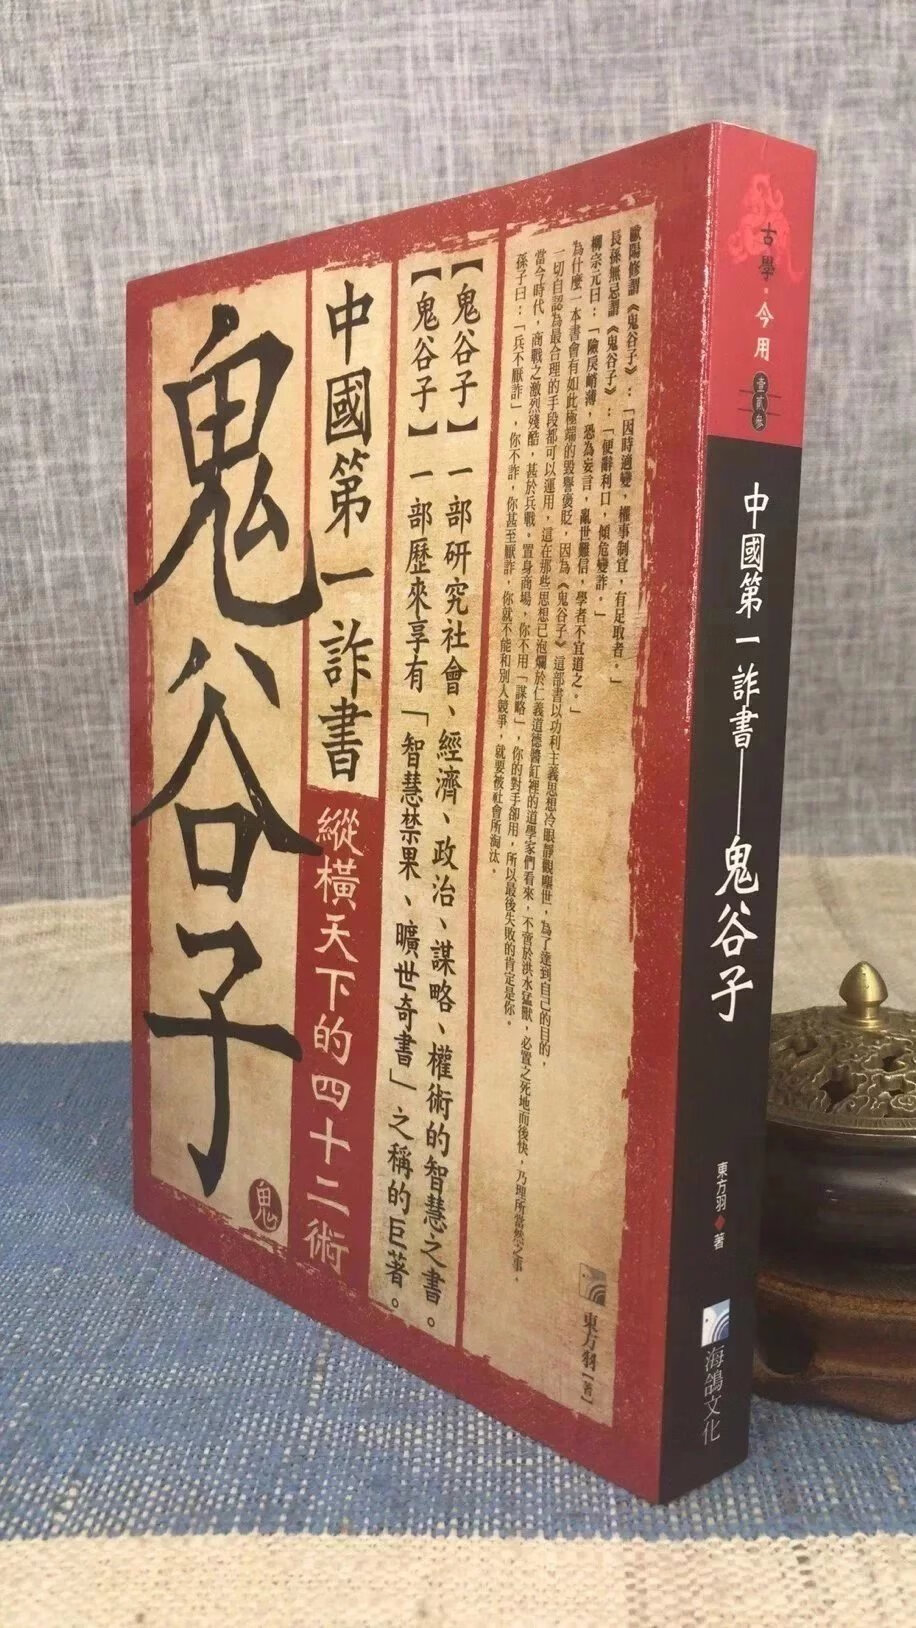 鬼谷子
鬼
中國第一詐書
縱橫天下的四十二術
【鬼谷子】一部研究社會、經濟、政治、謀略、權術的智慧之書。
【鬼谷子】一部歷來享有「智慧禁果、曠世奇書」之稱的巨著。
歐陽修謂《鬼谷子》：「因時適變，權事制宜，有足取者。」
長孫無忌謂《鬼谷子》：「便辭利口，傾危變詐。」
柳宗元曰：「險戾峭薄，恐為妄言，亂世難信，學者不宜道之。」
為什麼一本書會有如此極端的毀譽褒貶，因為《鬼谷子》這部書以功利主義思想冷眼靜觀塵世，為了達到自己的目的，
一切自認為最合理的手段都可以運用，這在那些思想已泡爛於仁義道德醬缸裡的道學家們看來，不啻於洪水猛獸，必置之死地而後快，乃理所當然之事。
當今時代，商戰之激烈殘酷，甚於兵戰。置身商場，你不用「謀略」，你的對手卻用，所以最後失敗的肯定是你。
孫子曰：「兵不厭詐」，你不詐，你甚至厭詐，你就不能和別人競爭，就要被社會所淘汰。
東方羽【著】
古學・今用
壹貳參
中國第一詐書——鬼谷子
東方羽◆著
海鴿文化